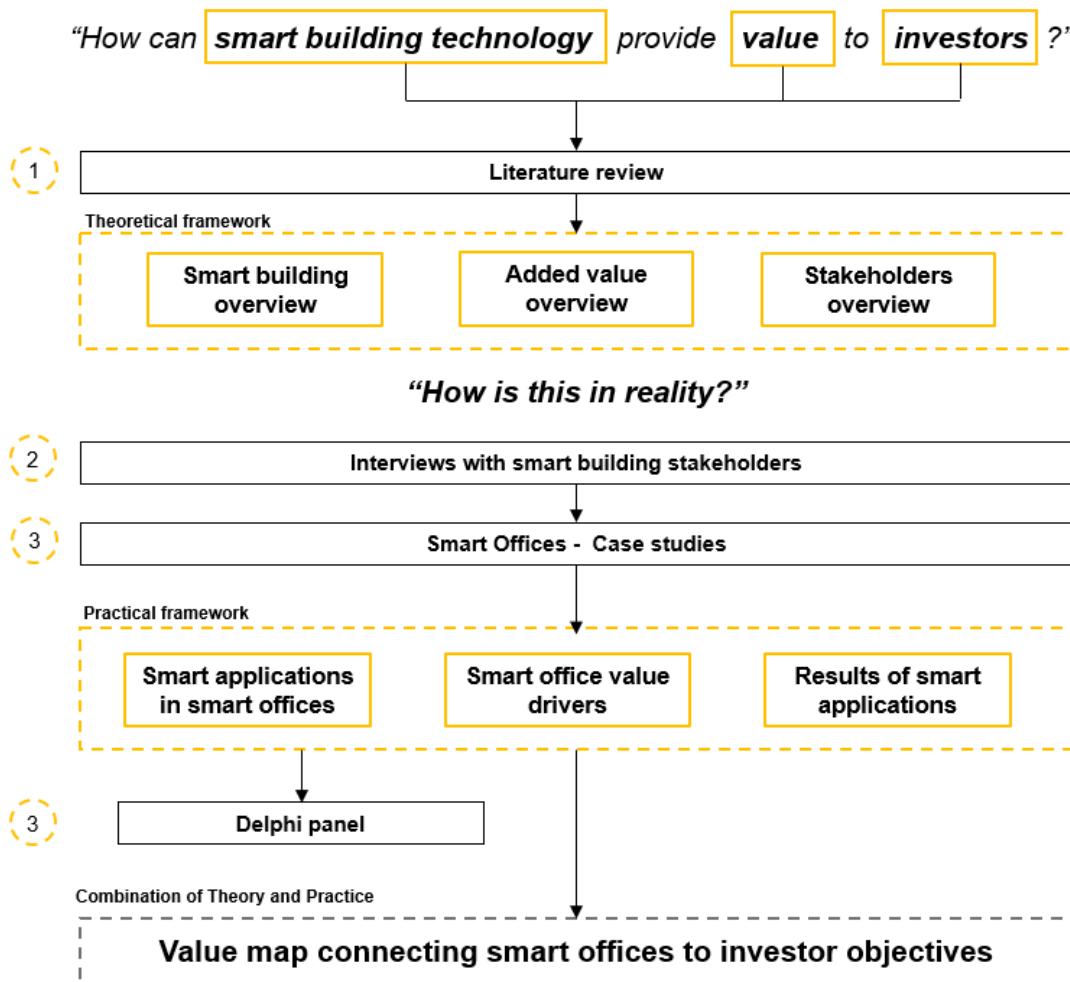 “How can smart building technology provide value to investors ?”
1
Literature review
Theoretical framework
Smart building
overview
Added value
overview
Stakeholders
overview
“How is this in reality?”
2
Interviews with smart building stakeholders
3
Smart Offices - Case studies
Practical framework
Smart applications
in smart offices
Smart office value
drivers
Results of smart
applications
3
Delphi panel
Combination of Theory and Practice
Value map connecting smart offices to investor objectives